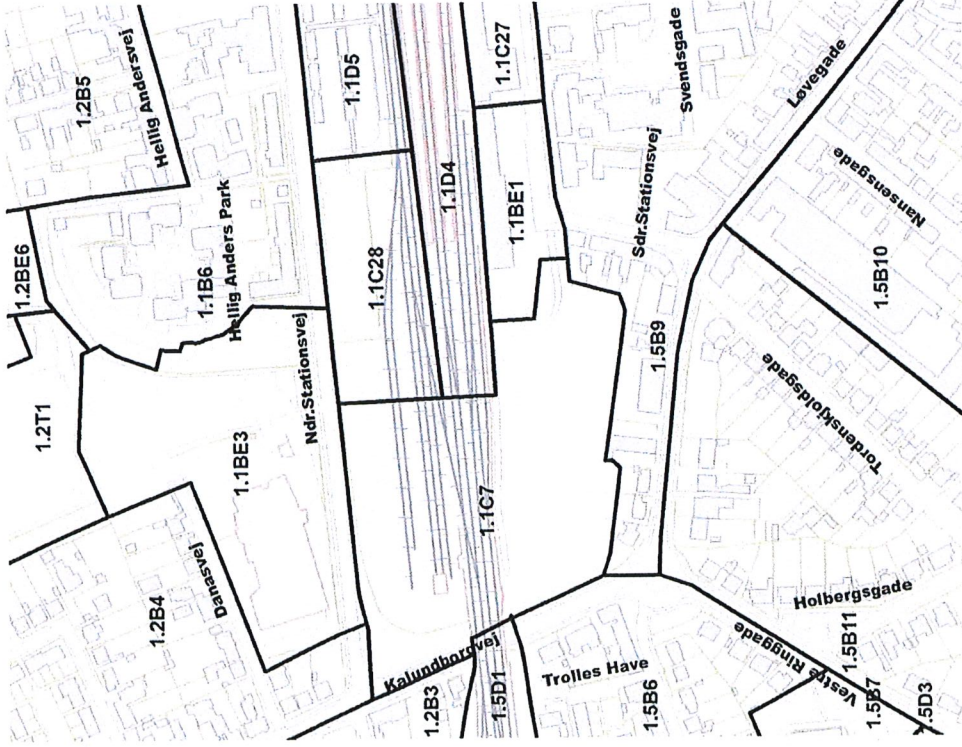 1.2B5
Hellig Andersvej
1.1D5
1.1C27
Svendsgade
Løvegade
1.2BE6
Hellig Anders Park
1.1B6
1.1C28
1.1D4
1.1BE1
Sdr.Stationsvej
Nansensgade
1.5B10
1.2T1
1.1BE3
Ndr.Stationsvej
1.1C7
1.5B9
Tordenskjoldsgade
1.2B4
Danasvej
Kalundborgvej
1.2B3
1.5D1
Trolles Have
1.5B6
Holbergsgade
Vestre Ringgade
1.5B11
1.5B7
1.5D3